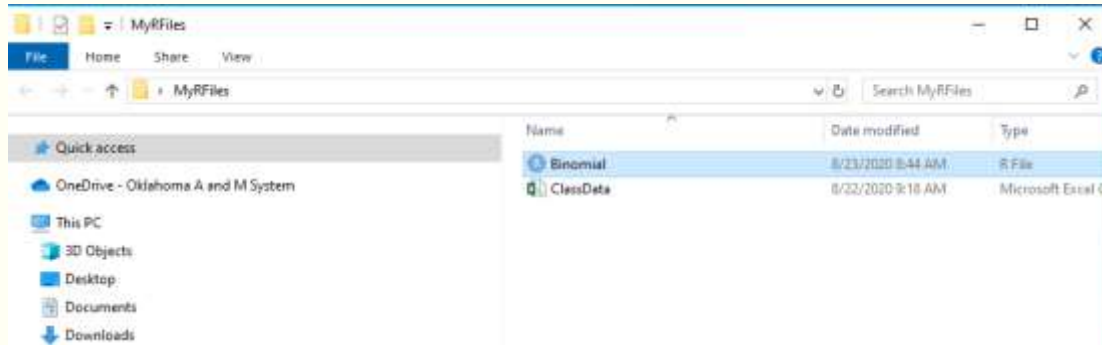 MyRFiles
File Home Share View
MyRFiles
Search MyRFiles
Name Date modified Type
Quick access
Binomial 8/23/2020 8:44 AM R File
OneDrive - Oklahoma A and M System
ClassData 8/22/2020 9:18 AM Microsoft Excel
This PC
3D Objects
Desktop
Documents
Downloads